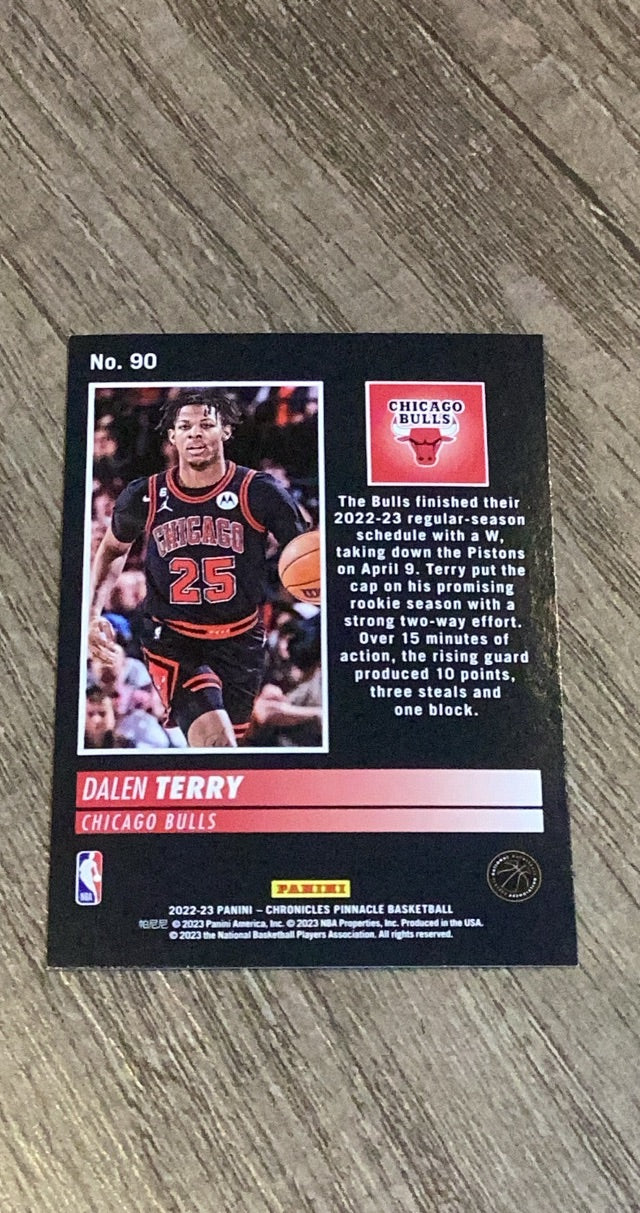 No. 90
CHICAGO
BULLS
The Bulls finished their
2022-23 regular-season
schedule with a W,
taking down the Pistons
on April 9. Terry put the
cap on his promising
rookie season with a
strong two-way effort.
Over 15 minutes of
action, the rising guard
produced 10 points,
three steals and
one block.
6
CHICAGO
25
DALEN TERRY
CHICAGO BULLS
NBA
PANINI
2022-23 PANINI – CHRONICLES PINNACLE BASKETBALL
帕尼尼 © 2023 Panini America, Inc. © 2023 NBA Properties, Inc. Produced in the USA.
© 2023 the National Basketball Players Association. All rights reserved.